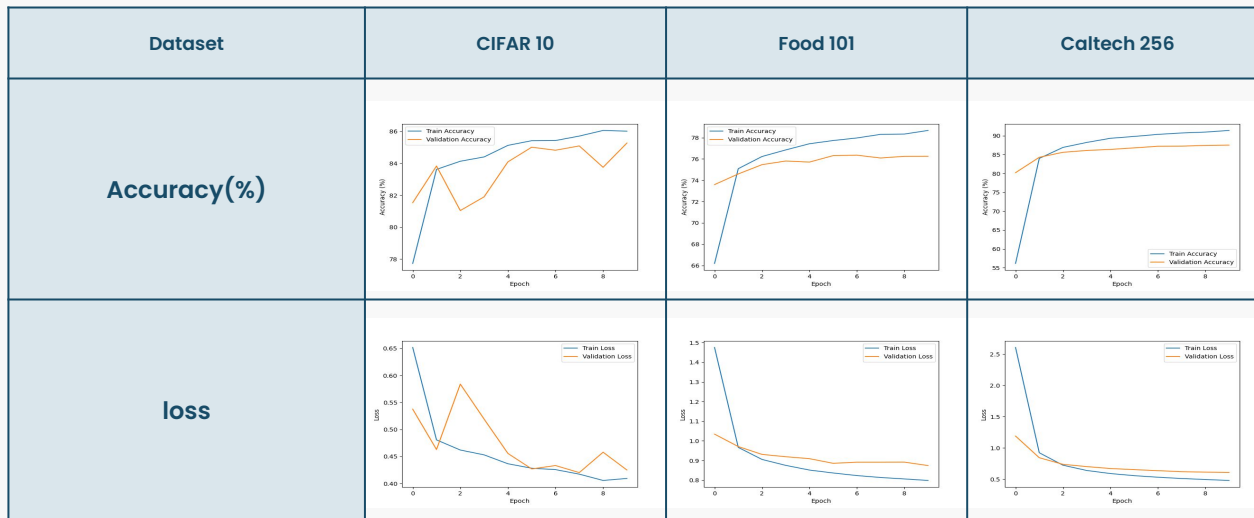 Dataset
CIFAR 10
Food 101
Caltech 256
Accuracy(%)
86
84
82
80
78
Accuracy (%)
Train Accuracy
Validation Accuracy
0 2 4 6 8
Epoch
78
76
74
72
70
68
66
Accuracy (%)
Train Accuracy
Validation Accuracy
0 2 4 6 8
Epoch
90
85
80
75
70
65
60
55
Accuracy (%)
Train Accuracy
Validation Accuracy
0 2 4 6 8
Epoch
loss
0.65
0.60
0.55
0.50
0.45
0.40
Loss
Train Loss
Validation Loss
0 2 4 6 8
Epoch
1.5
1.4
1.3
1.2
1.1
1.0
0.9
0.8
Loss
Train Loss
Validation Loss
0 2 4 6 8
Epoch
2.5
2.0
1.5
1.0
0.5
Loss
Train Loss
Validation Loss
0 2 4 6 8
Epoch